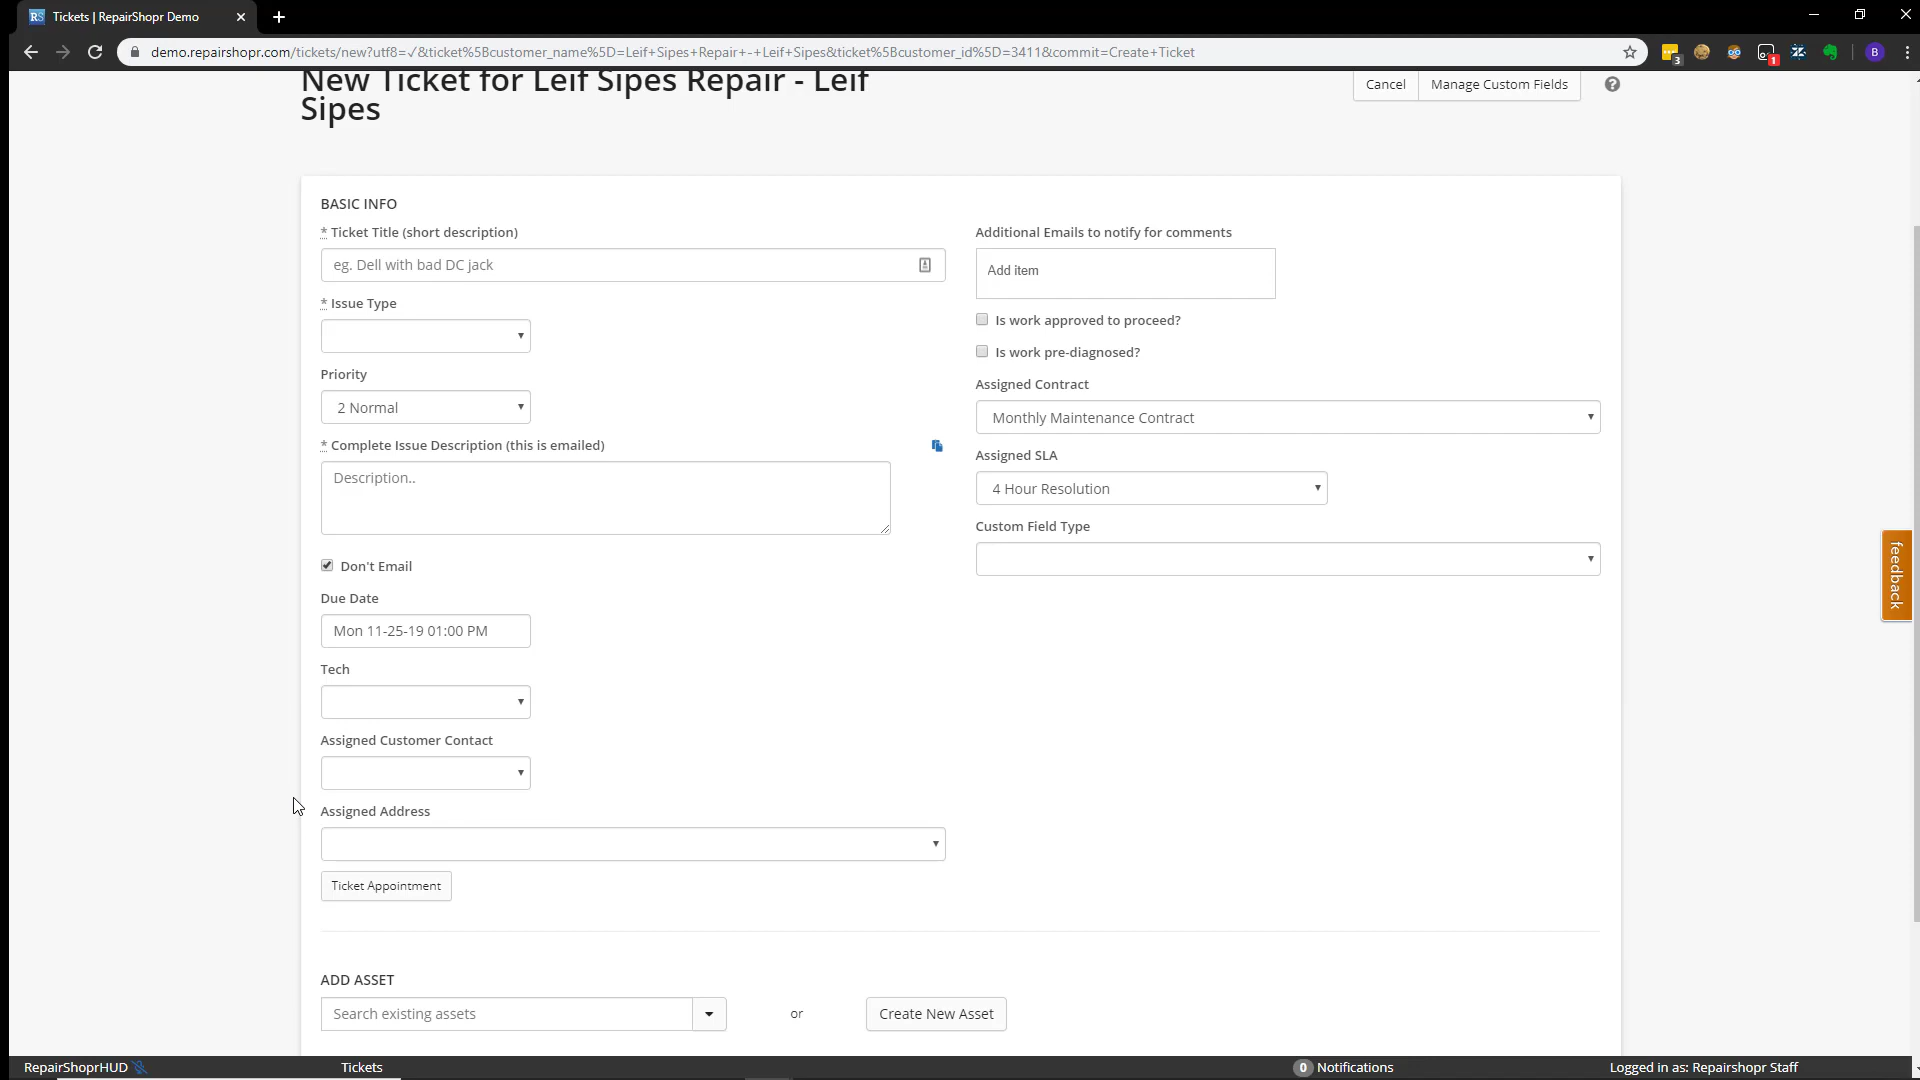 RS Tickets | RepairShopr Demo
demo.repairshopr.com/tickets/new?utf8=✓&ticket%5Bcustomer_name%5D=Leif+Sipes+Repair+-+Leif+Sipes&ticket%5Bcustomer_id%5D=3411&commit=Create+Ticket
3
1
B
New Ticket for Leif Sipes Repair - Leif
Sipes
Cancel
Manage Custom Fields
?
BASIC INFO
* Ticket Title (short description)
eg. Dell with bad DC jack
* Issue Type
Priority
2 Normal
* Complete Issue Description (this is emailed)
Description..
Don't Email
Due Date
Mon 11-25-19 01:00 PM
Tech
Assigned Customer Contact
Assigned Address
Ticket Appointment
Additional Emails to notify for comments
Add item
Is work approved to proceed?
Is work pre-diagnosed?
Assigned Contract
Monthly Maintenance Contract
Assigned SLA
4 Hour Resolution
Custom Field Type
feedback
ADD ASSET
Search existing assets
or
Create New Asset
RepairShoprHUD
Tickets
0 Notifications
Logged in as: Repairshopr Staff